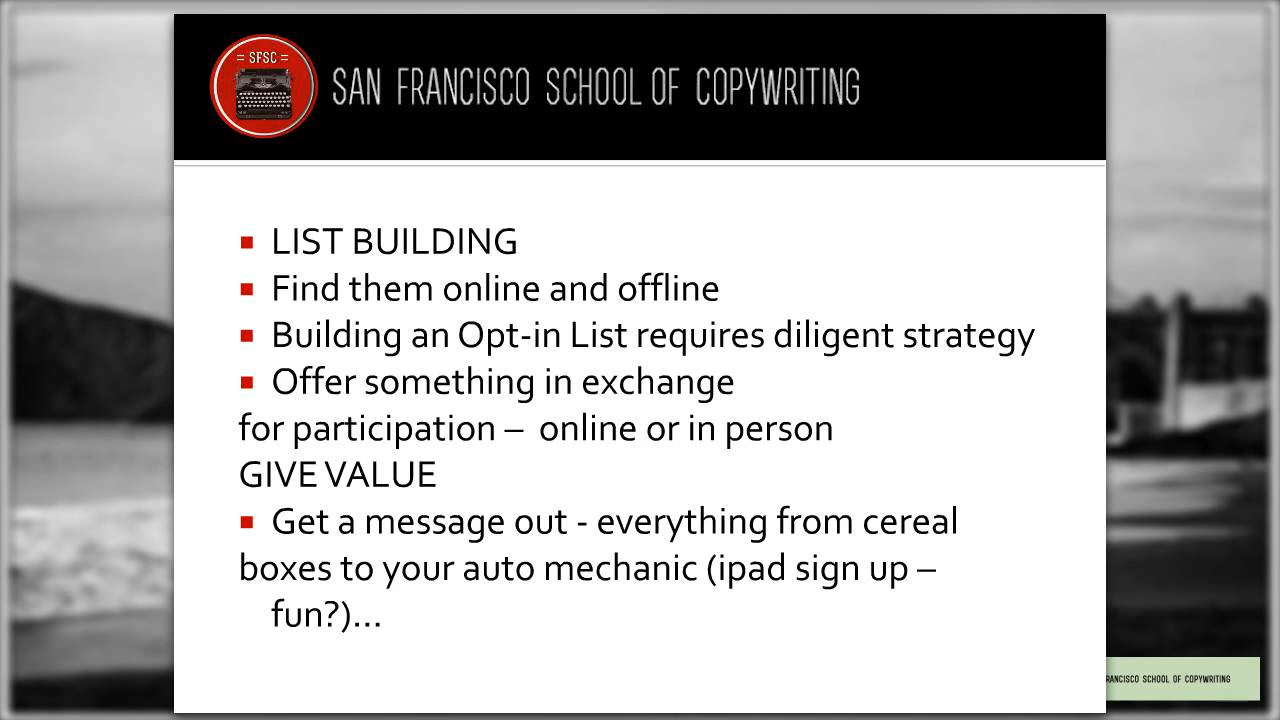 = SFSC =
SAN FRANCISCO SCHOOL OF COPYWRITING
LIST BUILDING
Find them online and offline
Building an Opt-in List requires diligent strategy
Offer something in exchange
for participation – online or in person
GIVE VALUE
Get a message out - everything from cereal
boxes to your auto mechanic (ipad sign up –
fun?)...
RANCISCO SCHOOL OF COPYWRITING